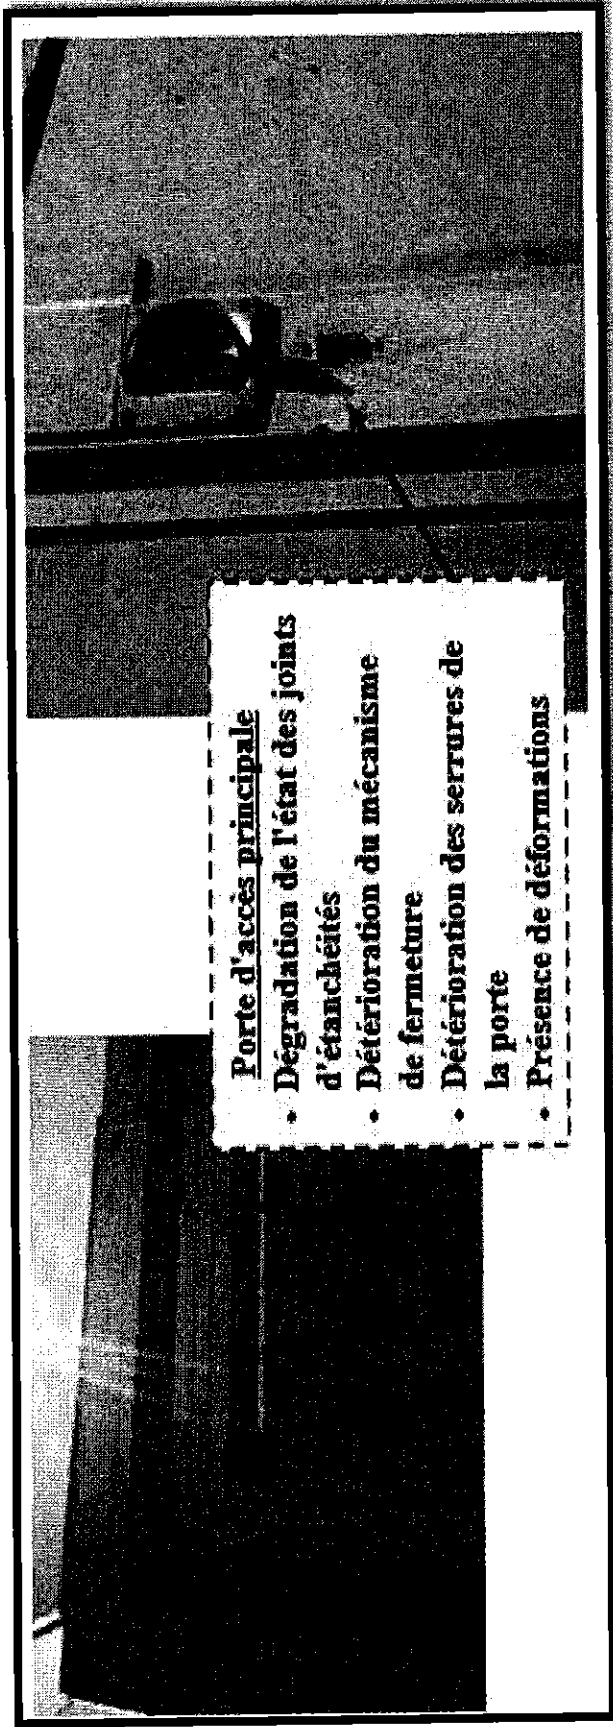 Porte d'accès principale
• Dégradation de l'état des joints
d'étanchéités
• Détérioration du mécanisme
de fermeture
• Détérioration des serrures de
la porte
• Présence de déformations